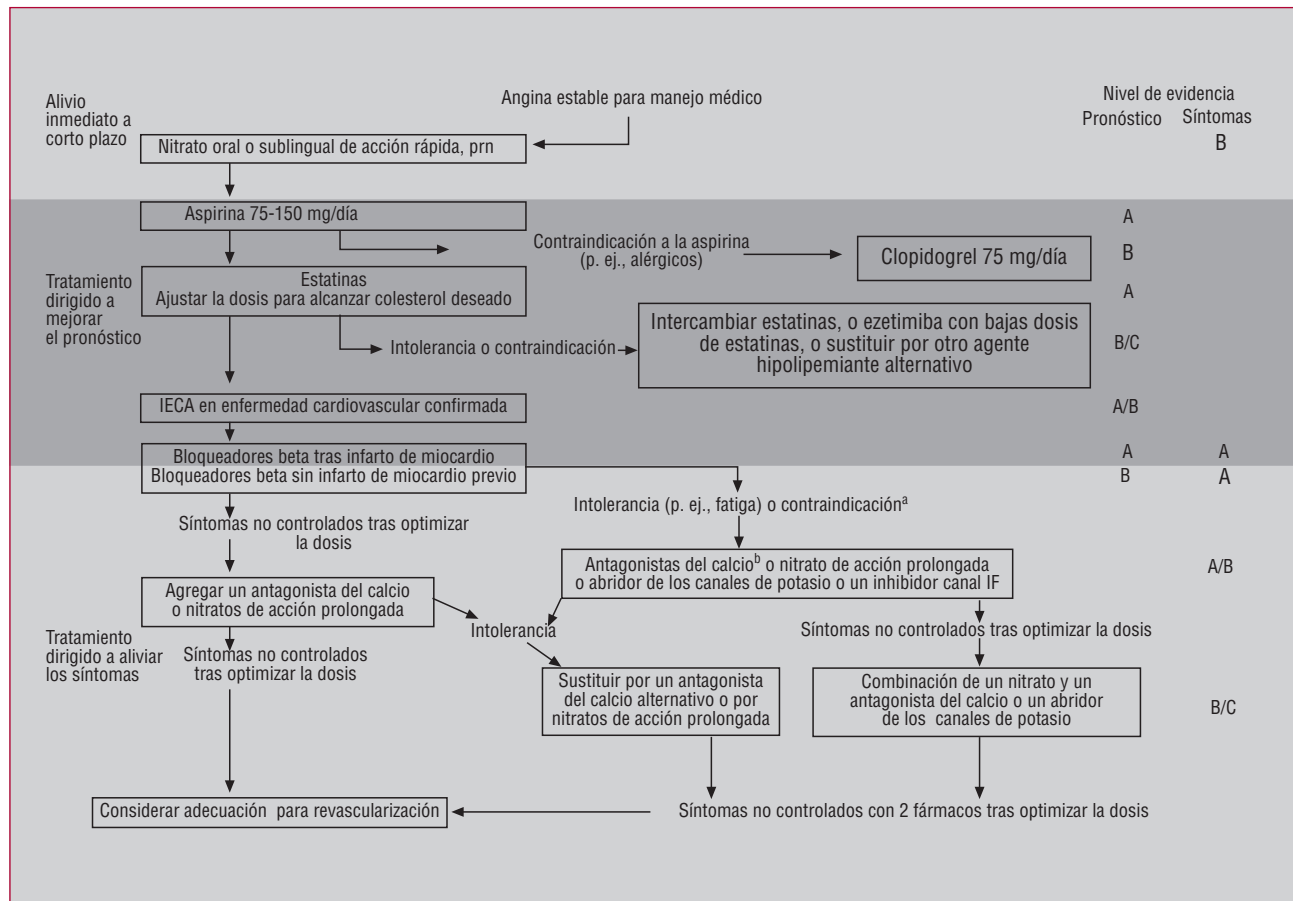 Alivio
inmediato a
corto plazo
Angina estable para manejo médico
Nivel de evidencia
Pronóstico Síntomas
Nitrato oral o sublingual de acción rápida, prn
B
Aspirina 75-150 mg/día
A
Contraindicación a la aspirina
(p. ej., alérgicos)
Clopidogrel 75 mg/día
B
Tratamiento
dirigido a
mejorar
el pronóstico
Estatinas
Ajustar la dosis para alcanzar colesterol deseado
A
Intolerancia o contraindicación
Intercambiar estatinas, o ezetimiba con bajas dosis
de estatinas, o sustituir por otro agente
hipolipemiante alternativo
B/C
IECA en enfermedad cardiovascular confirmada
A/B
Bloqueadores beta tras infarto de miocardio
A A
Bloqueadores beta sin infarto de miocardio previo
B A
Síntomas no controlados tras optimizar
la dosis
Intolerancia (p. ej., fatiga) o contraindicaciónª
Antagonistas del calcioᵇ o nitrato de acción prolongada
o abridor de los canales de potasio o un inhibidor canal IF
A/B
Agregar un antagonista del calcio
o nitratos de acción prolongada
Intolerancia
Síntomas no controlados tras optimizar la dosis
Tratamiento
dirigido a aliviar
los síntomas
Síntomas no controlados
tras optimizar la dosis
Sustituir por un antagonista
del calcio alternativo o por
nitratos de acción prolongada
Combinación de un nitrato y un
antagonista del calcio o un abridor
de los canales de potasio
B/C
Considerar adecuación para revascularización
Síntomas no controlados con 2 fármacos tras optimizar la dosis